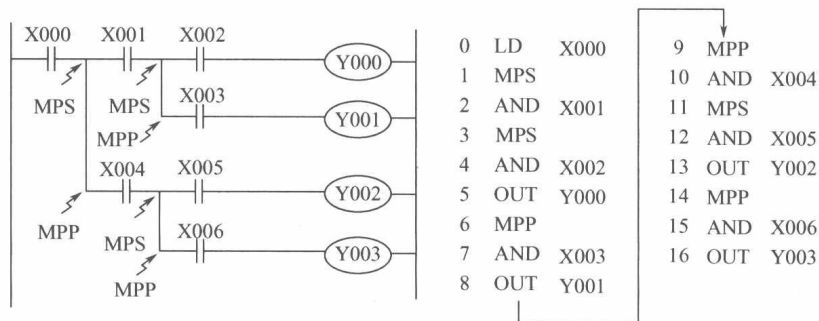 X000 X001 X002
Y000
MPS MPS X003
MPP Y001
X004 X005
Y002
MPP MPS X006
Y003
MPP
0 LD X000
1 MPS
2 AND X001
3 MPS
4 AND X002
5 OUT Y000
6 MPP
7 AND X003
8 OUT Y001
9 MPP
10 AND X004
11 MPS
12 AND X005
13 OUT Y002
14 MPP
15 AND X006
16 OUT Y003